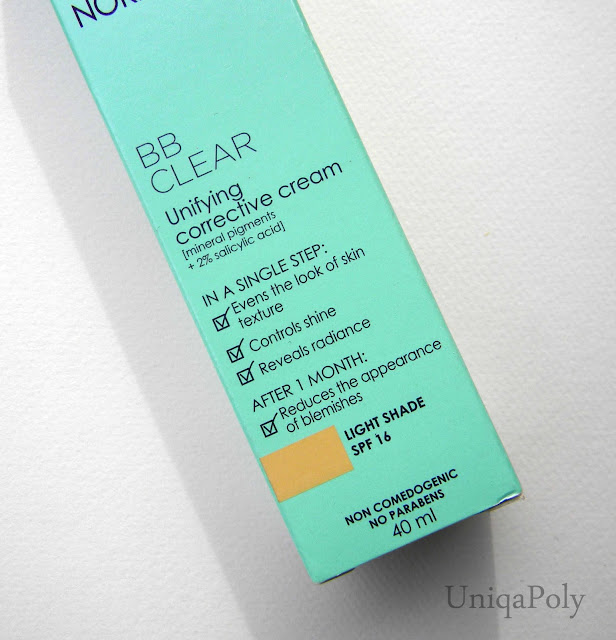 BB
CLEAR
Unifying
corrective cream
[mineral pigments
+ 2% salicylic acid]
IN A SINGLE STEP:
Evens the look of skin
texture
Controls shine
Reveals radiance
AFTER 1 MONTH:
Reduces the appearance
of blemishes
LIGHT SHADE
SPF 16
NON COMEDOGENIC
NO PARABENS
40 ml
UniqaPoly